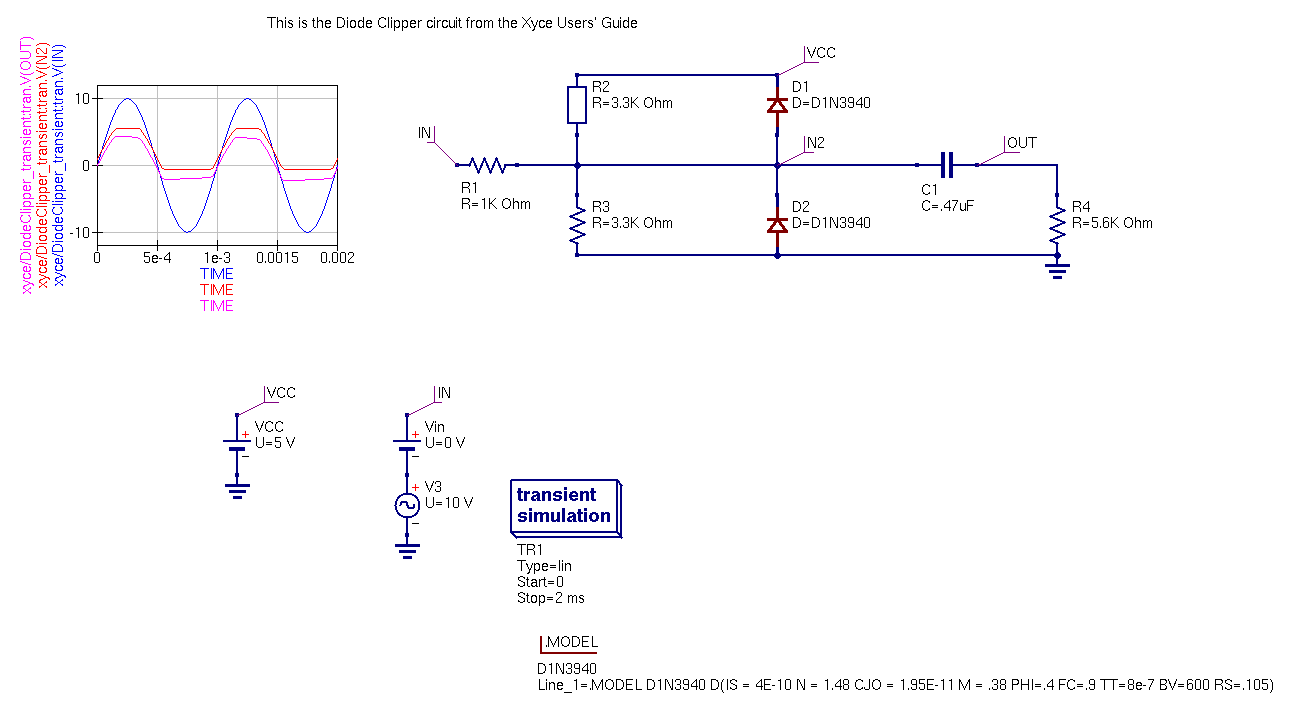 This is the Diode Clipper circuit from the Xyce Users' Guide
xyce/DiodeClipper_transient:tran.V(OUT)
xyce/DiodeClipper_transient:tran.V(N2)
xyce/DiodeClipper_transient:tran.V(IN)
10
0
-10
0 5e-4 1e-3 0.0015 0.002
TIME
TIME
TIME
VCC
R2
R=3.3K Ohm
D1
D=D1N3940
IN
N2
OUT
R1
R=1K Ohm
C1
C=.47uF
R3
R=3.3K Ohm
D2
D=D1N3940
R4
R=5.6K Ohm
VCC
VCC
+
U=5 V
−
IN
Vin
+
U=0 V
−
V3
+
U=10 V
−
transient
simulation
TR1
Type=lin
Start=0
Stop=2 ms
.MODEL
D1N3940
Line_1=.MODEL D1N3940 D(IS = 4E-10 N = 1.48 CJO = 1.95E-11 M = .38 PHI=.4 FC=.9 TT=8e-7 BV=600 RS=.105)